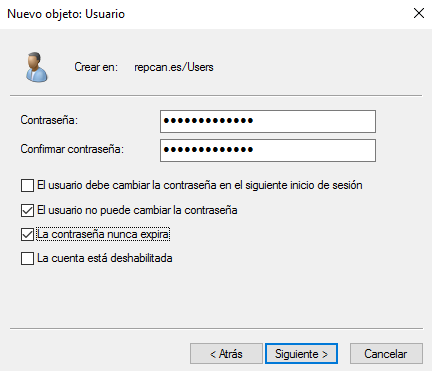 Nuevo objeto: Usuario
Crear en: repcan.es/Users
Contraseña: •••••••••••••
Confirmar contraseña: •••••••••••••
El usuario debe cambiar la contraseña en el siguiente inicio de sesión
El usuario no puede cambiar la contraseña
La contraseña nunca expira
La cuenta está deshabilitada
< Atrás Siguiente > Cancelar